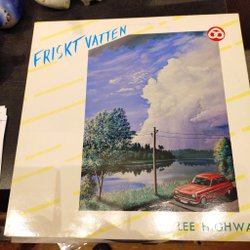 FRISKT VATTEN
LEE HIGHWA